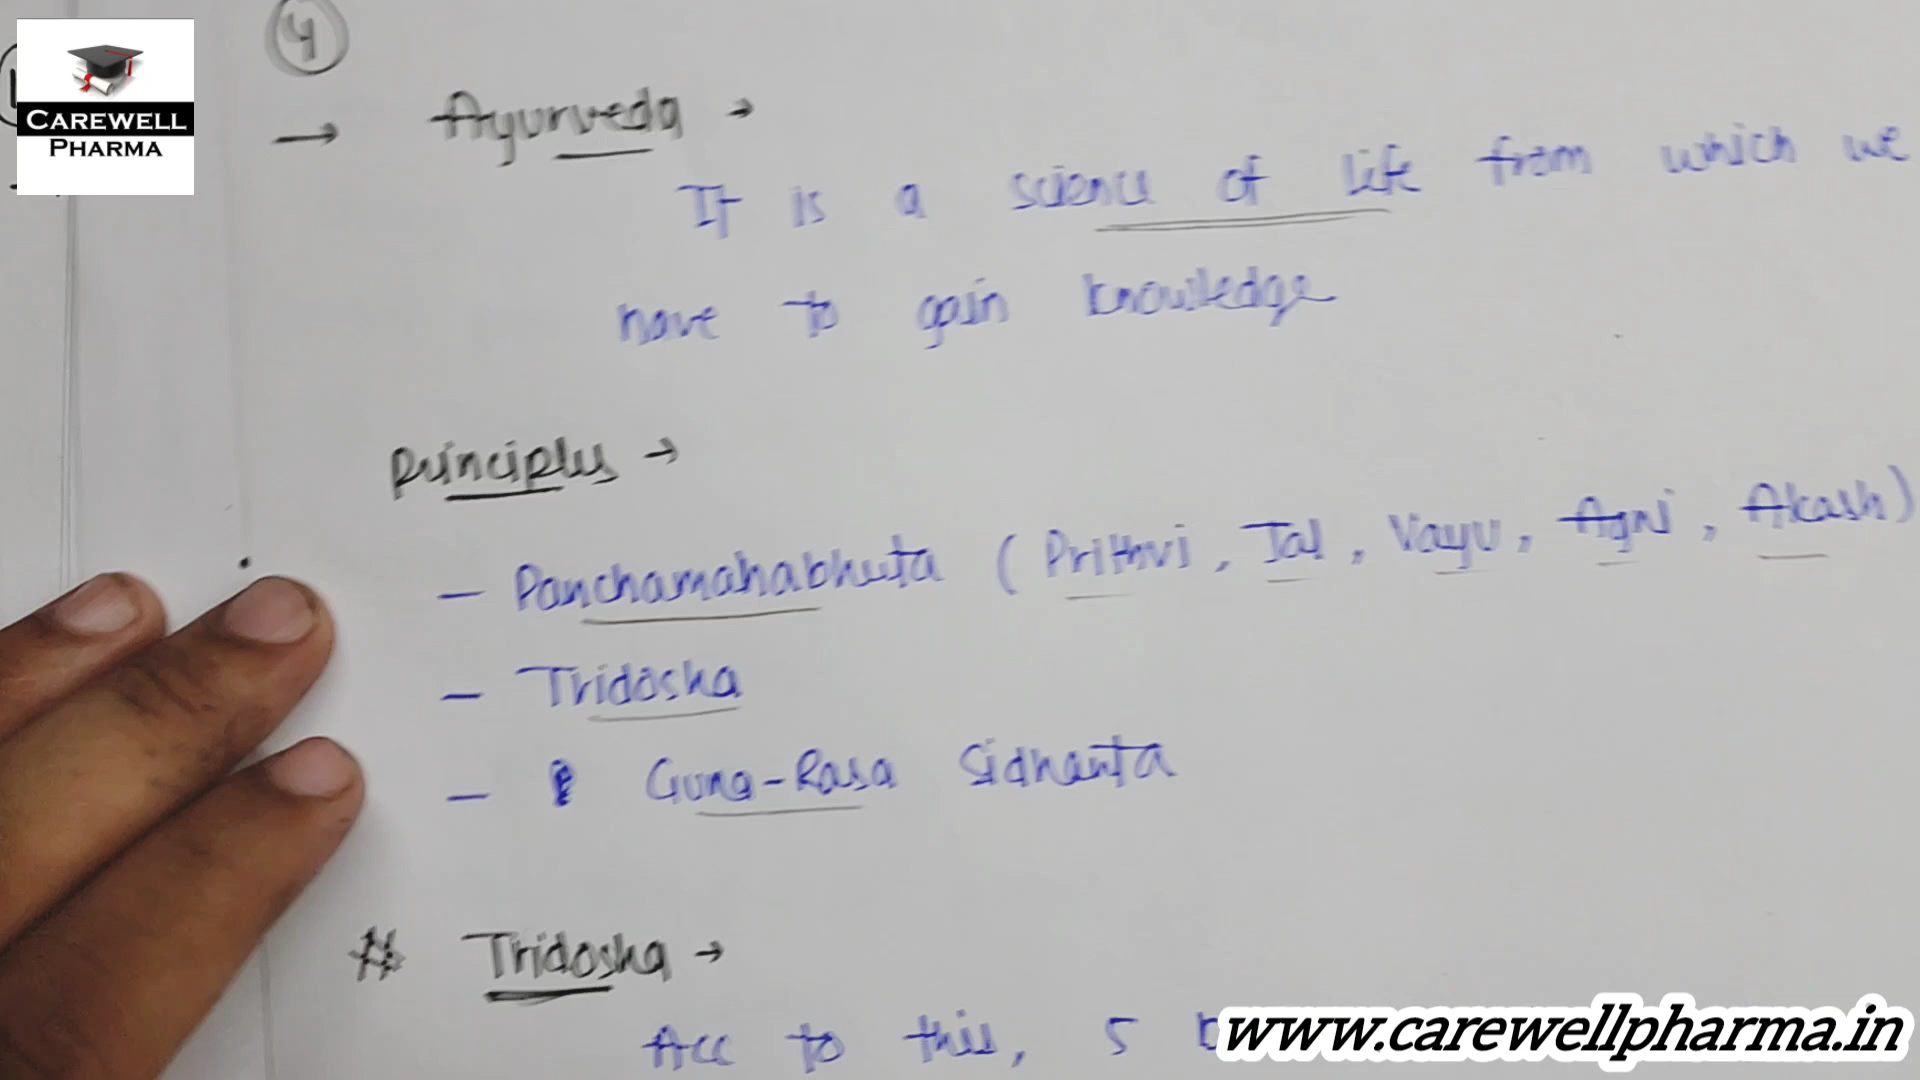 4
CAREWELL
PHARMA
→ Ayurveda →
It is a science of life from which we
have to gain knowledge
Principles →
- Panchamahabhuta ( Prithvi, Jal, Vayu, Agni, Akash)
- Tridosha
- Guna-Rasa Sidhanta
Tridosha →
Acc to this, 5
www.carewellpharma.in